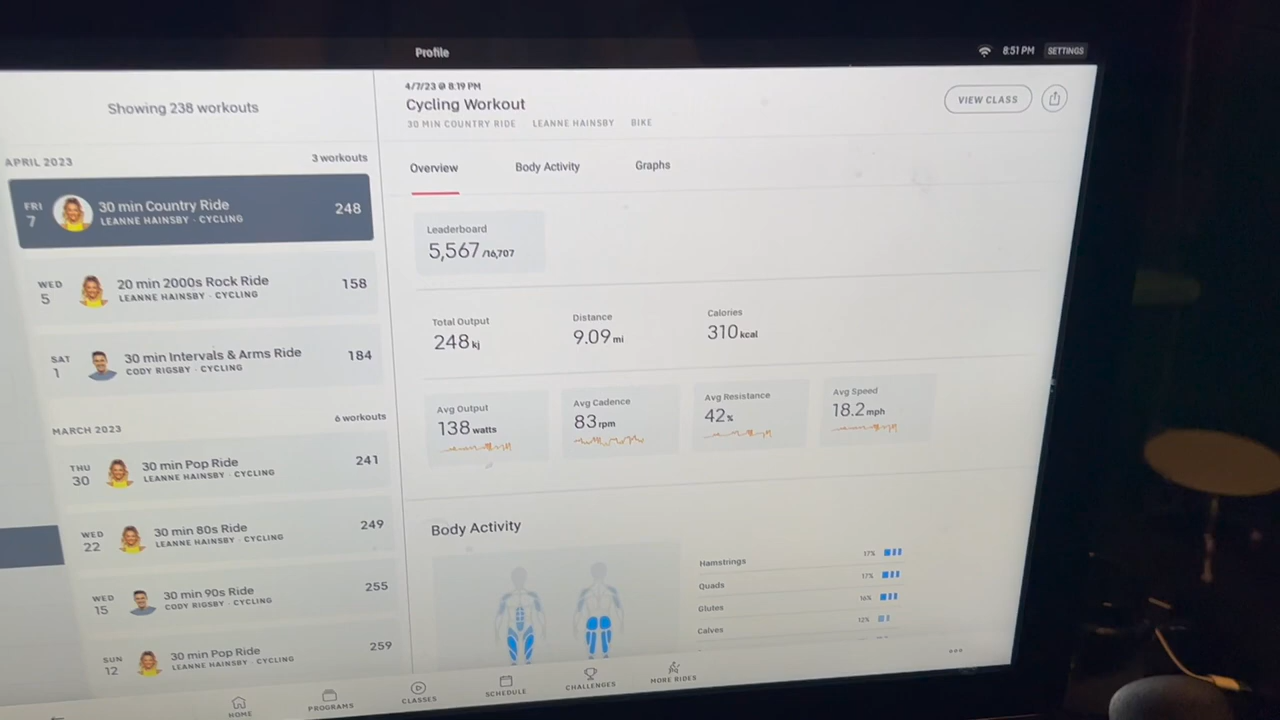 Profile
8:51 PM SETTINGS
Showing 238 workouts
APRIL 2023 3 workouts
FRI 7
30 min Country Ride
LEANNE HAINSBY · CYCLING
248
WED 5
20 min 2000s Rock Ride
LEANNE HAINSBY · CYCLING
158
SAT 1
30 min Intervals & Arms Ride
CODY RIGSBY · CYCLING
184
MARCH 2023 6 workouts
THU 30
30 min Pop Ride
LEANNE HAINSBY · CYCLING
241
WED 22
30 min 80s Ride
LEANNE HAINSBY · CYCLING
249
WED 15
30 min 90s Ride
CODY RIGSBY · CYCLING
255
SUN 12
30 min Pop Ride
LEANNE HAINSBY · CYCLING
259
4/7/23 @ 8:19 PM
Cycling Workout
30 MIN COUNTRY RIDE LEANNE HAINSBY BIKE
VIEW CLASS
Overview Body Activity Graphs
Leaderboard
5,567 /16,707
Total Output Distance Calories
248 kj 9.09 mi 310 kcal
Avg Output Avg Cadence Avg Resistance Avg Speed
138 watts 83 rpm 42 % 18.2 mph
Body Activity
Hamstrings 17%
Quads 17%
Glutes 16%
Calves 12%
HOME PROGRAMS CLASSES SCHEDULE CHALLENGES MORE RIDES